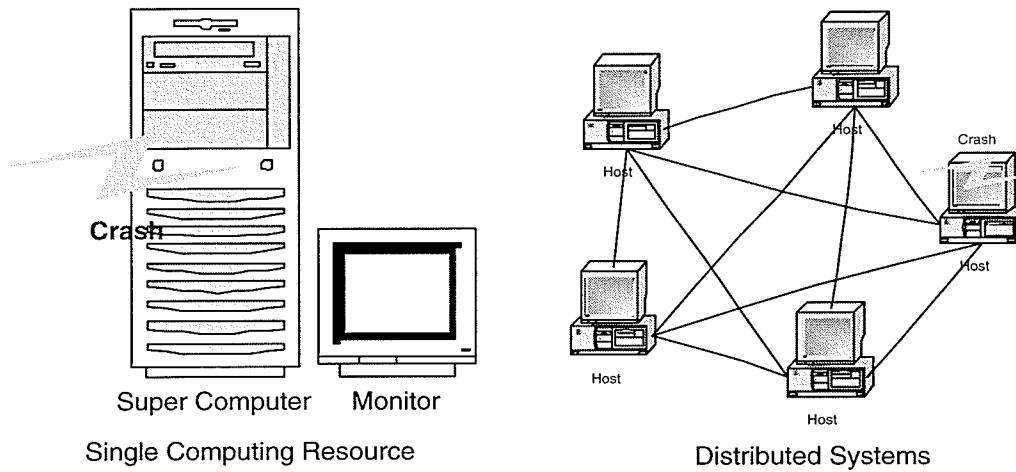 Crash
Super Computer
Monitor
Single Computing Resource
Host
Host
Crash
Host
Host
Host
Distributed Systems